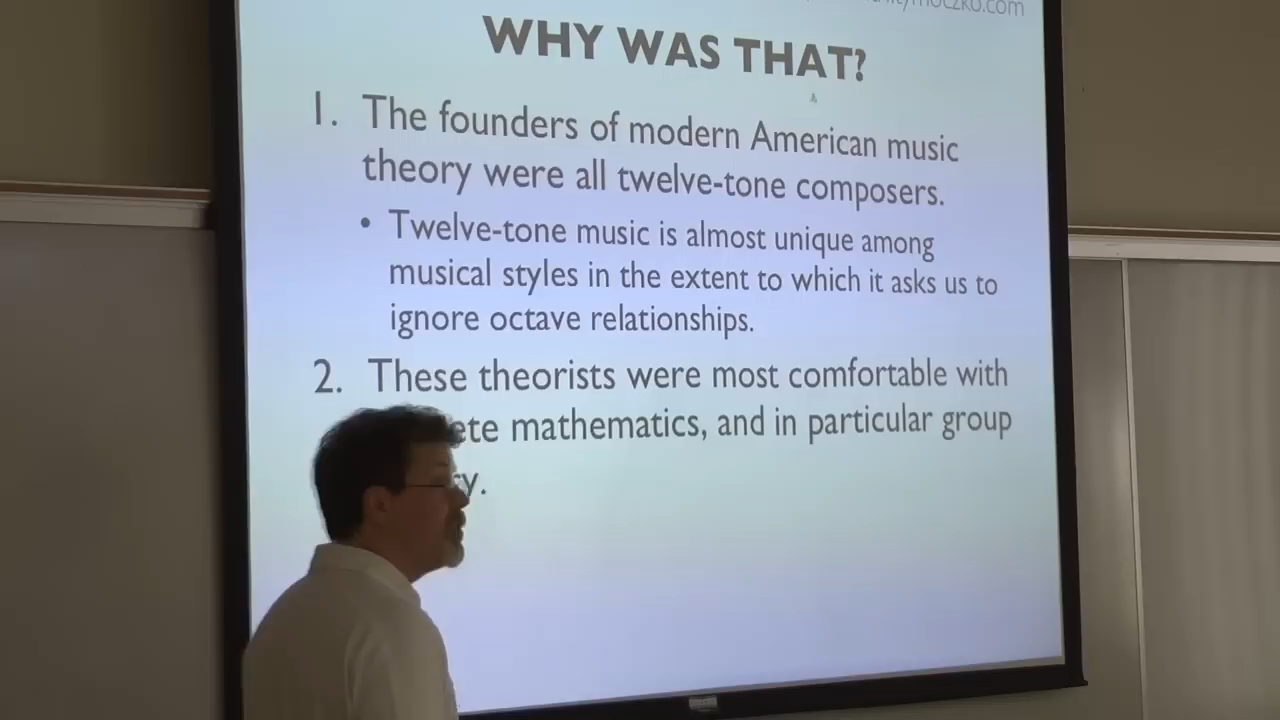 WHY WAS THAT?
1. The founders of modern American music
theory were all twelve-tone composers.
• Twelve-tone music is almost unique among
musical styles in the extent to which it asks us to
ignore octave relationships.
2. These theorists were most comfortable with
ete mathematics, and in particular group
y.